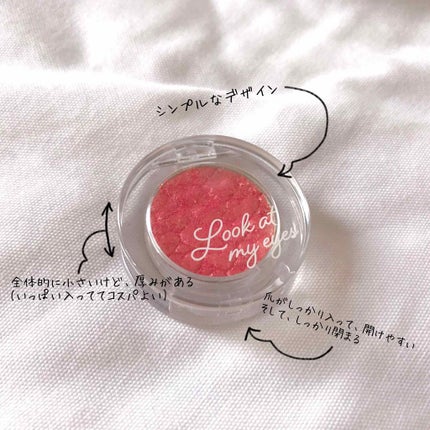 シンプルなデザイン
Look at
my eyes
全体的に小さいけど、厚みがある
(いっぱい入っててコスパよい)
爪がしっかり入って、開けやすい
そして、しっかり閉まる